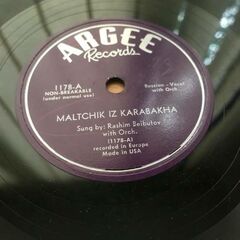 ARGEE
Records
1178-A
NON-BREAKABLE
(under normal use)
Russian - Vocal
with Orch
MALTCHIK IZ KARABAKHA
Sung by: Rashim Beibutov
with Orch.
(1178-A)
recorded in Europe
Made in USA